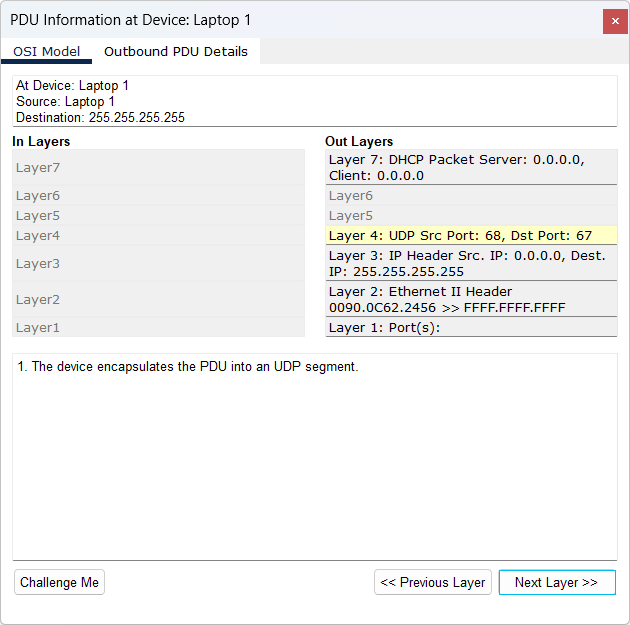 PDU Information at Device: Laptop 1
OSI Model
Outbound PDU Details
At Device: Laptop 1
Source: Laptop 1
Destination: 255.255.255.255
In Layers
Layer7
Layer6
Layer5
Layer4
Layer3
Layer2
Layer1
Out Layers
Layer 7: DHCP Packet Server: 0.0.0.0,
Client: 0.0.0.0
Layer6
Layer5
Layer 4: UDP Src Port: 68, Dst Port: 67
Layer 3: IP Header Src. IP: 0.0.0.0, Dest.
IP: 255.255.255.255
Layer 2: Ethernet II Header
0090.0C62.2456 >> FFFF.FFFF.FFFF
Layer 1: Port(s):
1. The device encapsulates the PDU into an UDP segment.
Challenge Me
<< Previous Layer
Next Layer >>